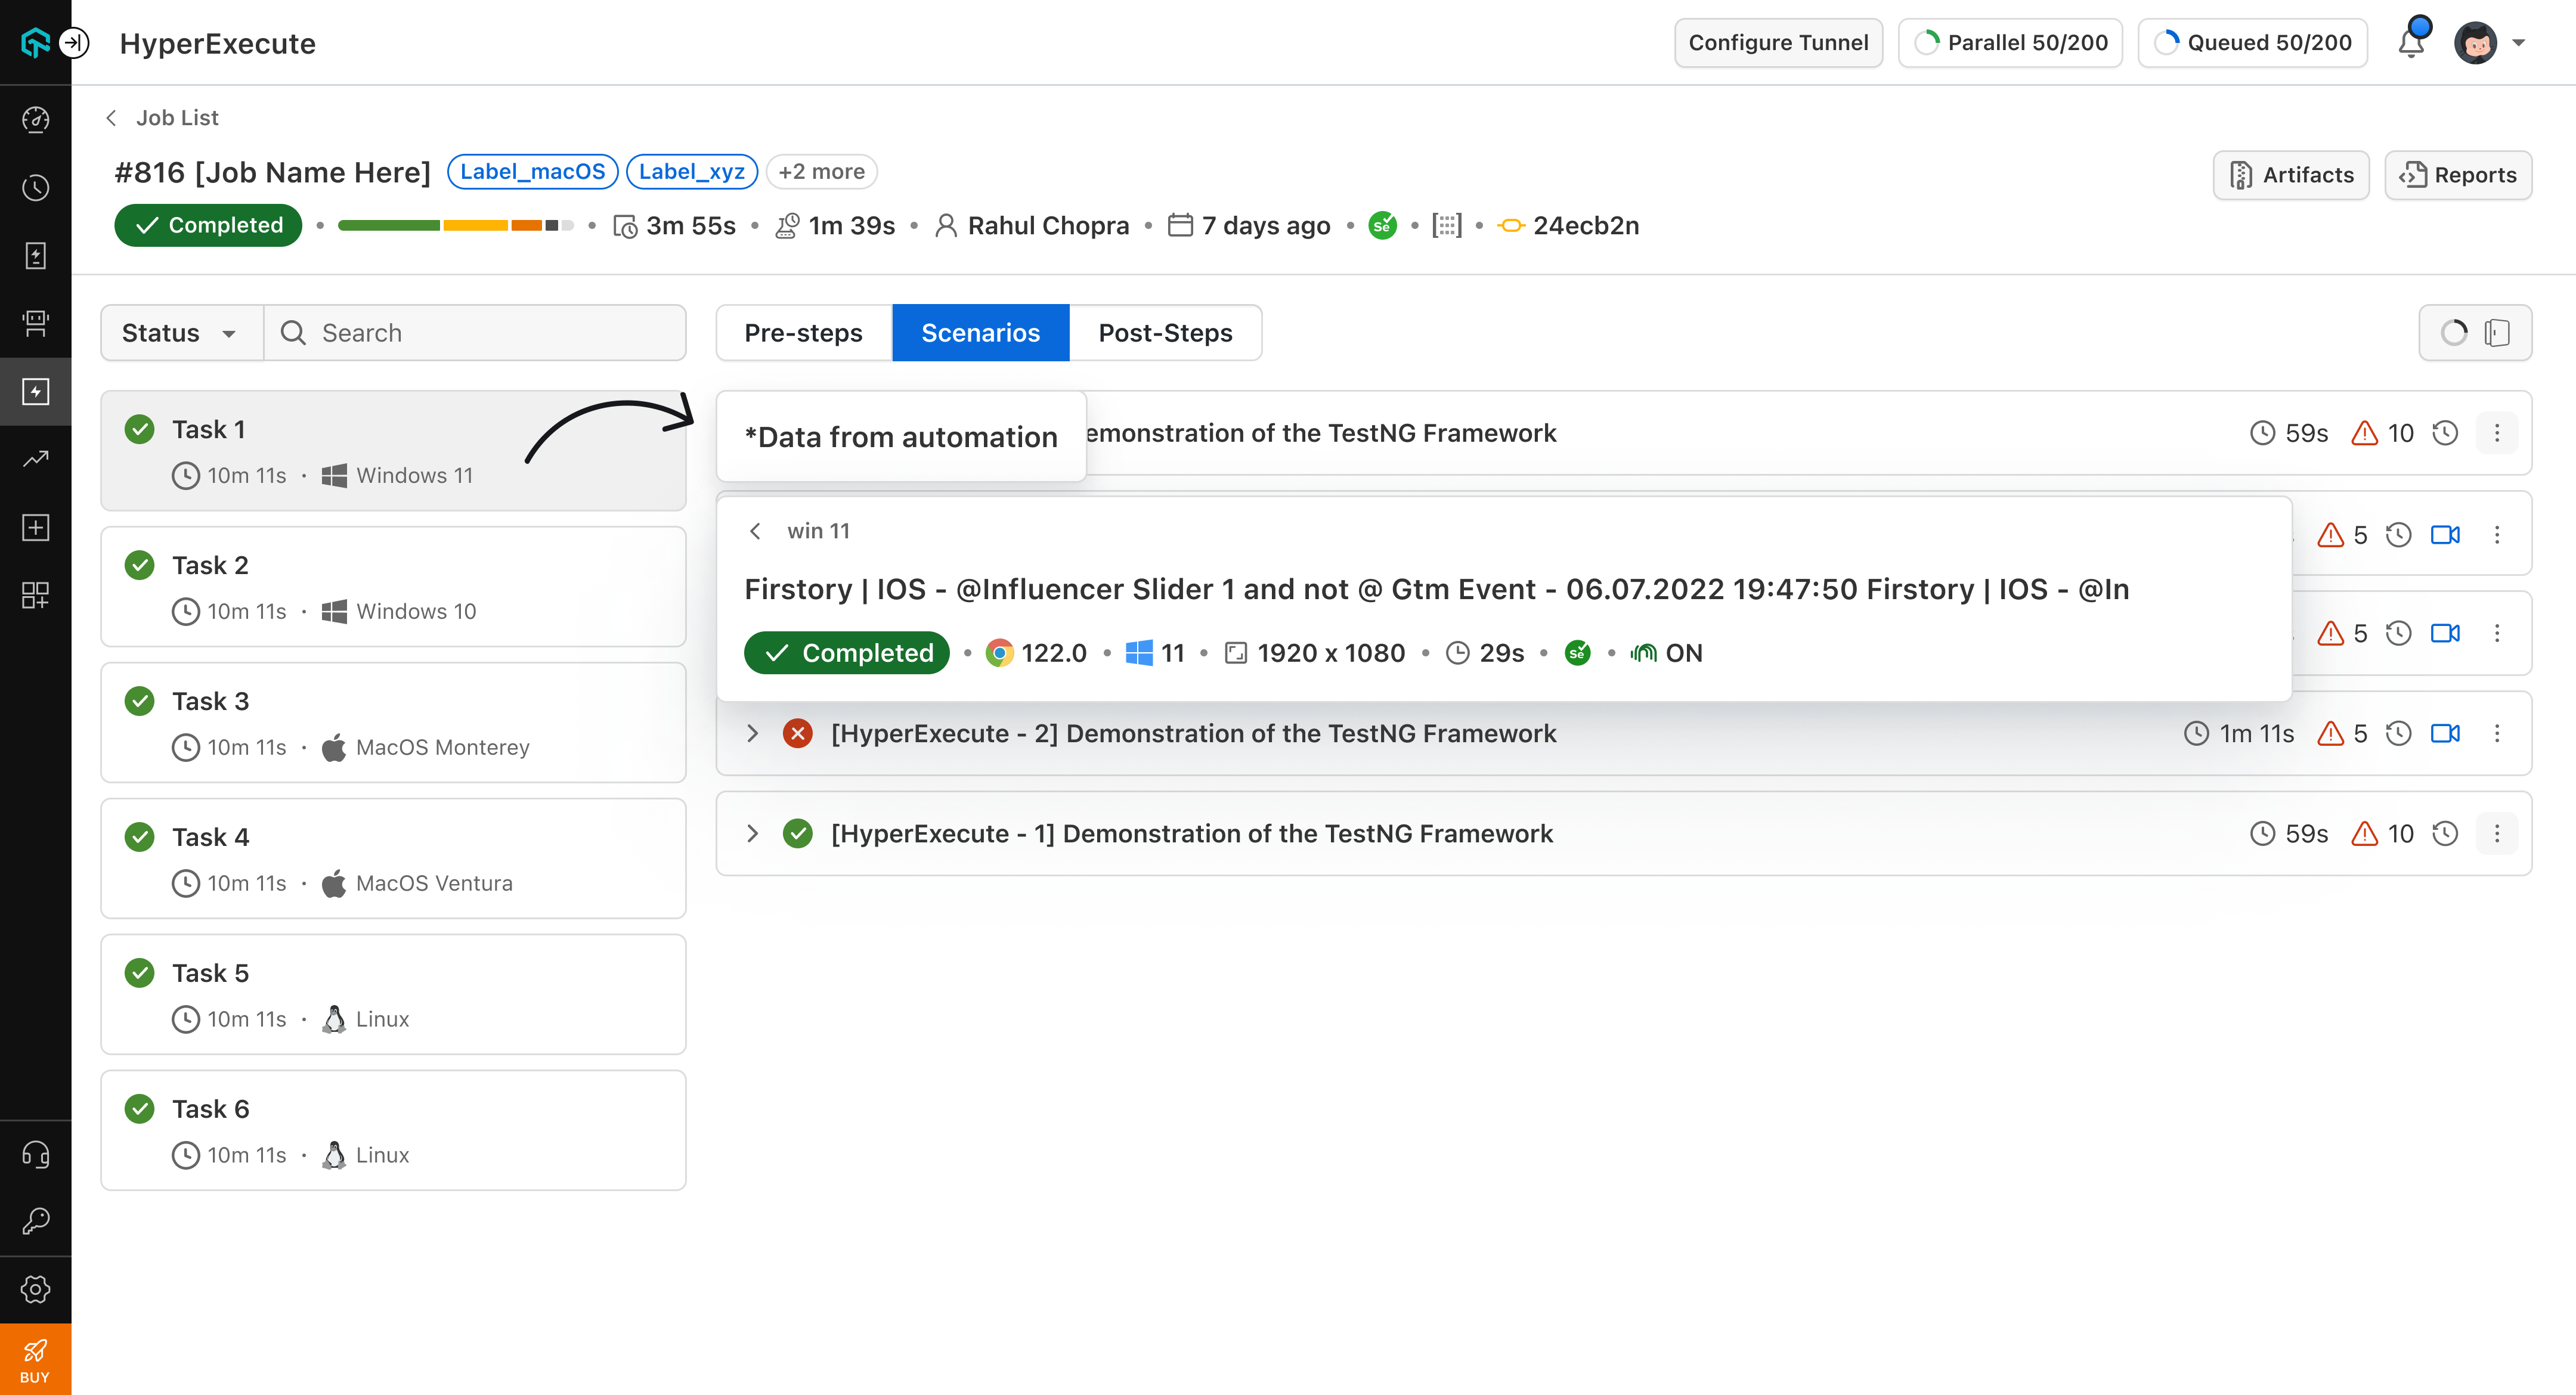 HyperExecute
Configure Tunnel
Parallel 50/200
Queued 50/200
Job List
#816 [Job Name Here]
Label_macOS
Label_xyz
+2 more
Artifacts
Reports
Completed
3m 55s
1m 39s
Rahul Chopra
7 days ago
24ecb2n
Status
Search
Pre-steps
Scenarios
Post-Steps
Task 1
10m 11s · Windows 11
Task 2
10m 11s · Windows 10
Task 3
10m 11s · MacOS Monterey
Task 4
10m 11s · MacOS Ventura
Task 5
10m 11s · Linux
Task 6
10m 11s · Linux
*Data from automation
emonstration of the TestNG Framework
59s
10
win 11
5
Firstory | IOS - @Influencer Slider 1 and not @ Gtm Event - 06.07.2022 19:47:50 Firstory | IOS - @In
Completed • 122.0 • 11 • 1920 x 1080 • 29s • Se • ON
5
[HyperExecute - 2] Demonstration of the TestNG Framework
1m 11s
5
[HyperExecute - 1] Demonstration of the TestNG Framework
59s
10
BUY